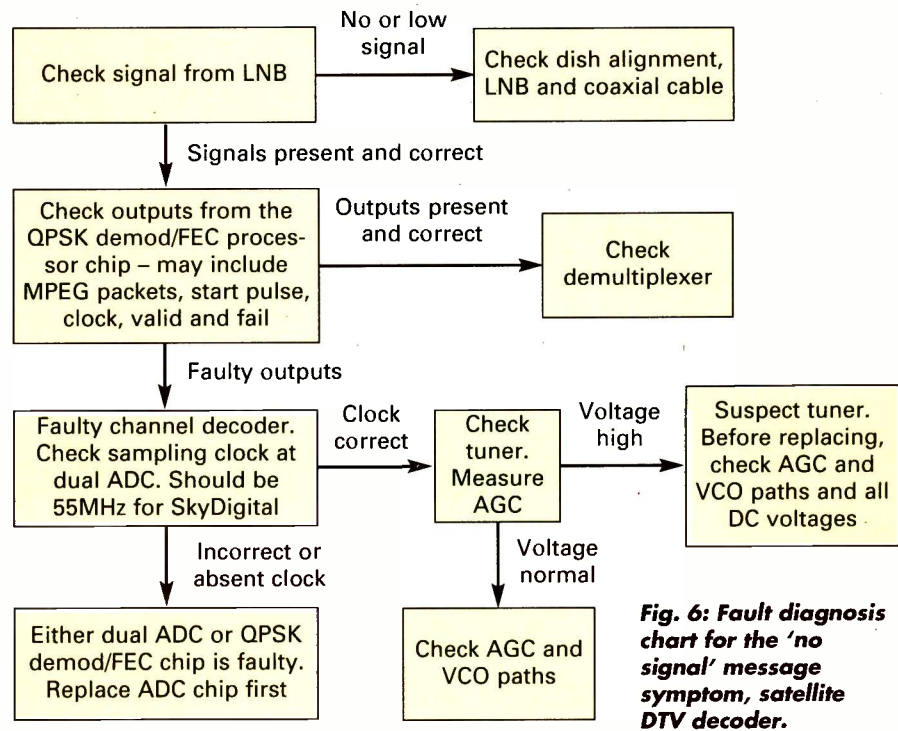 No or low
signal
Check signal from LNB
Check dish alignment,
LNB and coaxial cable
Signals present and correct
Check outputs from the
QPSK demod/FEC proces-
sor chip – may include
MPEG packets, start pulse,
clock, valid and fail
Outputs present
and correct
Check
demultiplexer
Faulty outputs
Faulty channel decoder.
Check sampling clock at
dual ADC. Should be
55MHz for SkyDigital
Clock
correct
Check
tuner.
Measure
AGC
Voltage
high
Suspect tuner.
Before replacing,
check AGC and
VCO paths and all
DC voltages
Incorrect or
absent clock
Voltage
normal
Either dual ADC or QPSK
demod/FEC chip is faulty.
Replace ADC chip first
Check AGC and
VCO paths
Fig. 6: Fault diagnosis
chart for the ‘no
signal’ message
symptom, satellite
DTV decoder.